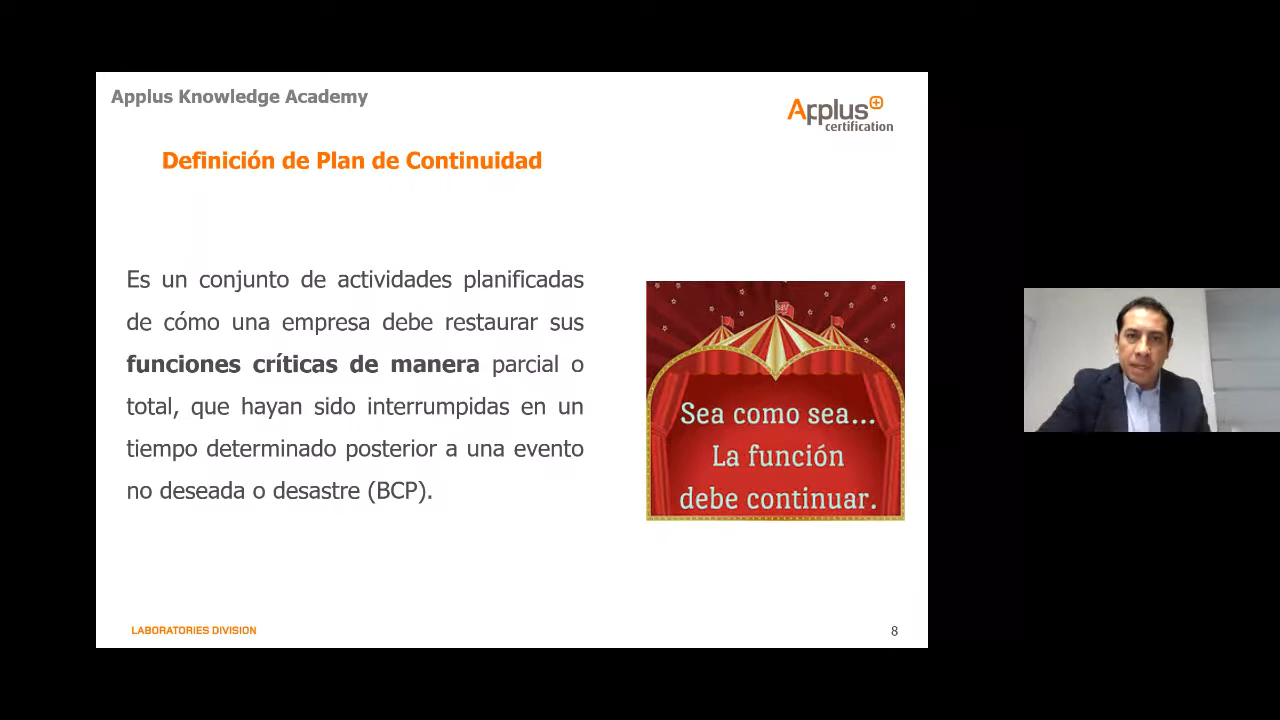 Applus Knowledge Academy
Applus+
certification
Definición de Plan de Continuidad
Es un conjunto de actividades planificadas
de cómo una empresa debe restaurar sus
funciones críticas de manera parcial o
total, que hayan sido interrumpidas en un
tiempo determinado posterior a una evento
no deseada o desastre (BCP).
Sea como sea...
La función
debe continuar.
LABORATORIES DIVISION
8